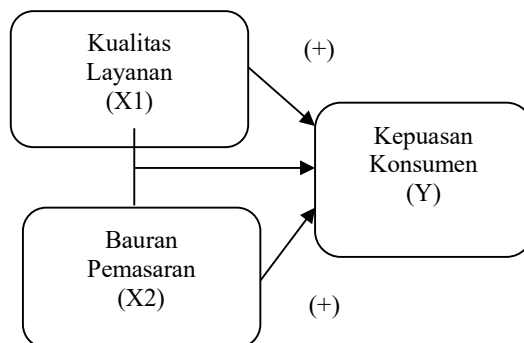 Kualitas
Layanan
(X1)
(+)
Kepuasan
Konsumen
(Y)
Bauran
Pemasaran
(X2)
(+)